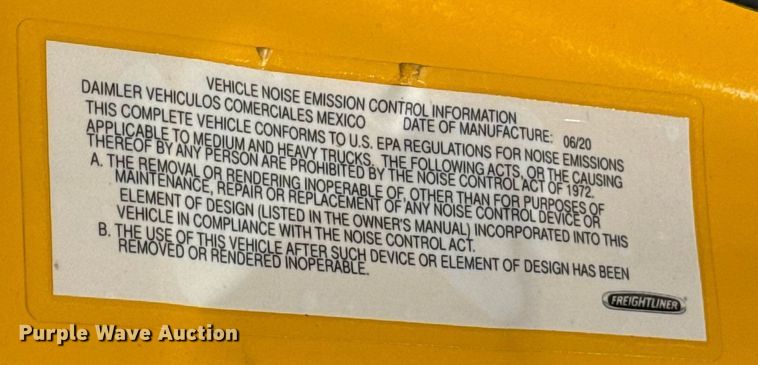 VEHICLE NOISE EMISSION CONTROL INFORMATION
DAIMLER VEHICULOS COMERCIALES MEXICO DATE OF MANUFACTURE: 06/20
THIS COMPLETE VEHICLE CONFORMS TO U.S. EPA REGULATIONS FOR NOISE EMISSIONS
APPLICABLE TO MEDIUM AND HEAVY TRUCKS. THE FOLLOWING ACTS, OR THE CAUSING
THEREOF BY ANY PERSON ARE PROHIBITED BY THE NOISE CONTROL ACT OF 1972.
A. THE REMOVAL OR RENDERING INOPERABLE OF, OTHER THAN FOR PURPOSES OF
MAINTENANCE, REPAIR OR REPLACEMENT OF ANY NOISE CONTROL DEVICE OR
ELEMENT OF DESIGN (LISTED IN THE OWNER'S MANUAL) INCORPORATED INTO THIS
VEHICLE IN COMPLIANCE WITH THE NOISE CONTROL ACT.
B. THE USE OF THIS VEHICLE AFTER SUCH DEVICE OR ELEMENT OF DESIGN HAS BEEN
REMOVED OR RENDERED INOPERABLE.
FREIGHTLINER
Purple Wave Auction